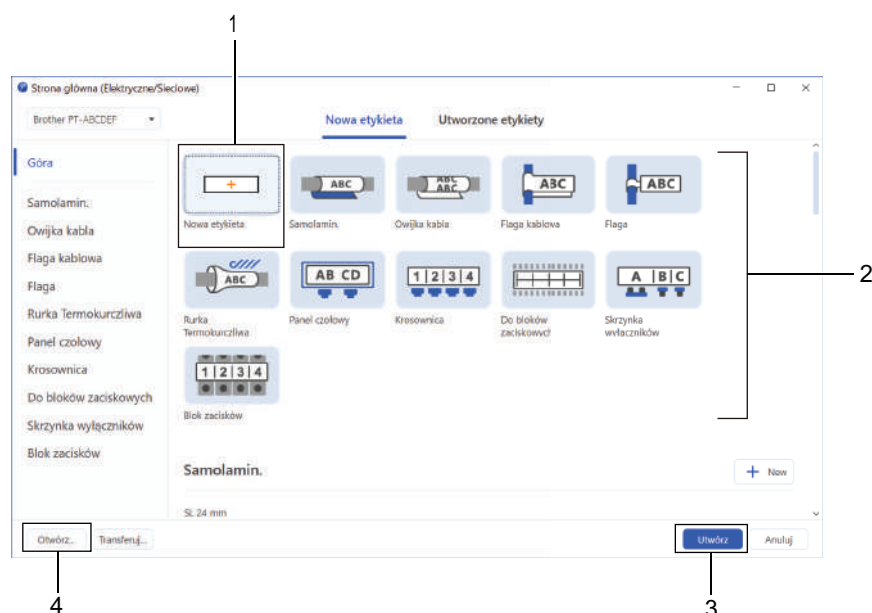 1
Strona główna (Elektryczne/Sieciowe)
Brother PT-ABCDEF
Nowa etykieta
Utworzone etykiety
Góra
Samolamin.
Owijka kabla
Flaga kablowa
Flaga
Rurka Termokurczliwa
Panel czołowy
Krosownica
Do bloków zaciskowych
Skrzynka wyłączników
Blok zacisków
ABC
ABC
ABC
ABC
ABC
Nowa etykieta
Samolamin.
Owijka kabla
Flaga kablowa
Flaga
2
ABC
AB CD
1 2 3 4
A B C
Rurka
Termokurczliwa
Panel czołowy
Krosownica
Do bloków
zaciskowych
Skrzynka
wyłączników
1 2 3 4
Blok zacisków
Samolamin.
+ New
SL 24 mm
Otwórz...
Transferuj...
Utwórz
Anuluj
4
3